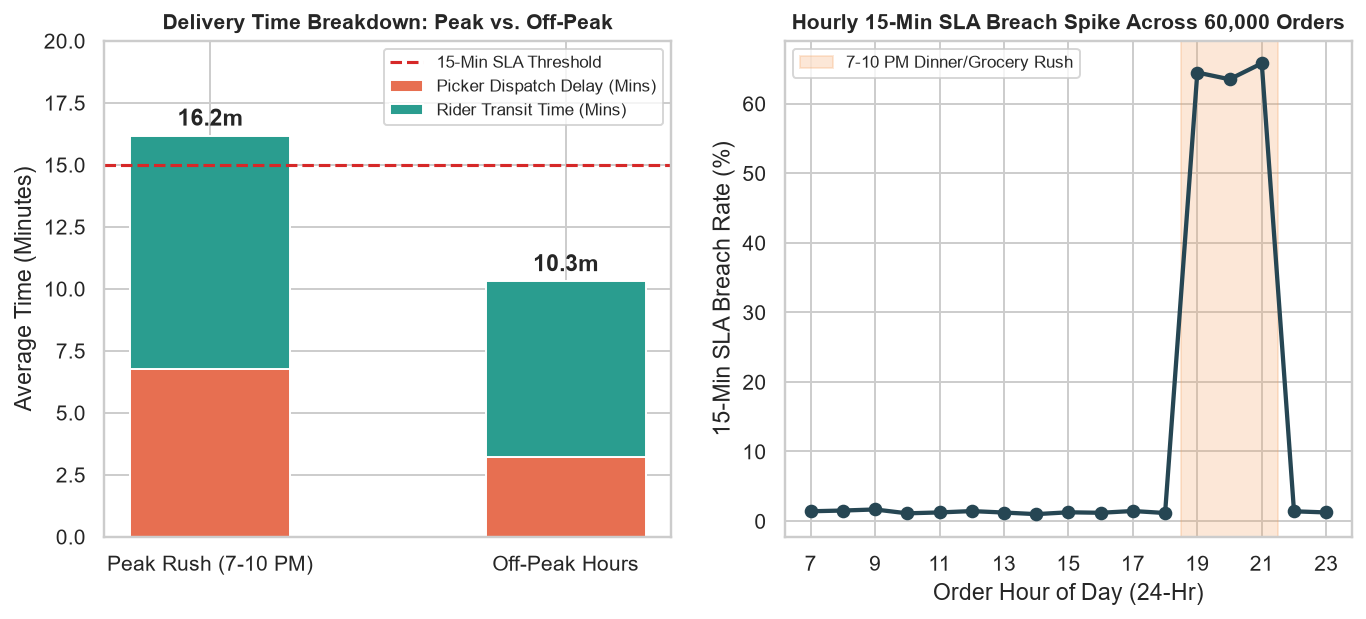 Delivery Time Breakdown: Peak vs. Off-Peak
20.0
17.5
15.0
12.5
10.0
7.5
5.0
2.5
0.0
Average Time (Minutes)
15-Min SLA Threshold
Picker Dispatch Delay (Mins)
Rider Transit Time (Mins)
16.2m
10.3m
Peak Rush (7-10 PM)
Off-Peak Hours
Hourly 15-Min SLA Breach Spike Across 60,000 Orders
7-10 PM Dinner/Grocery Rush
60
50
40
30
20
10
0
15-Min SLA Breach Rate (%)
7
9
11
13
15
17
19
21
23
Order Hour of Day (24-Hr)